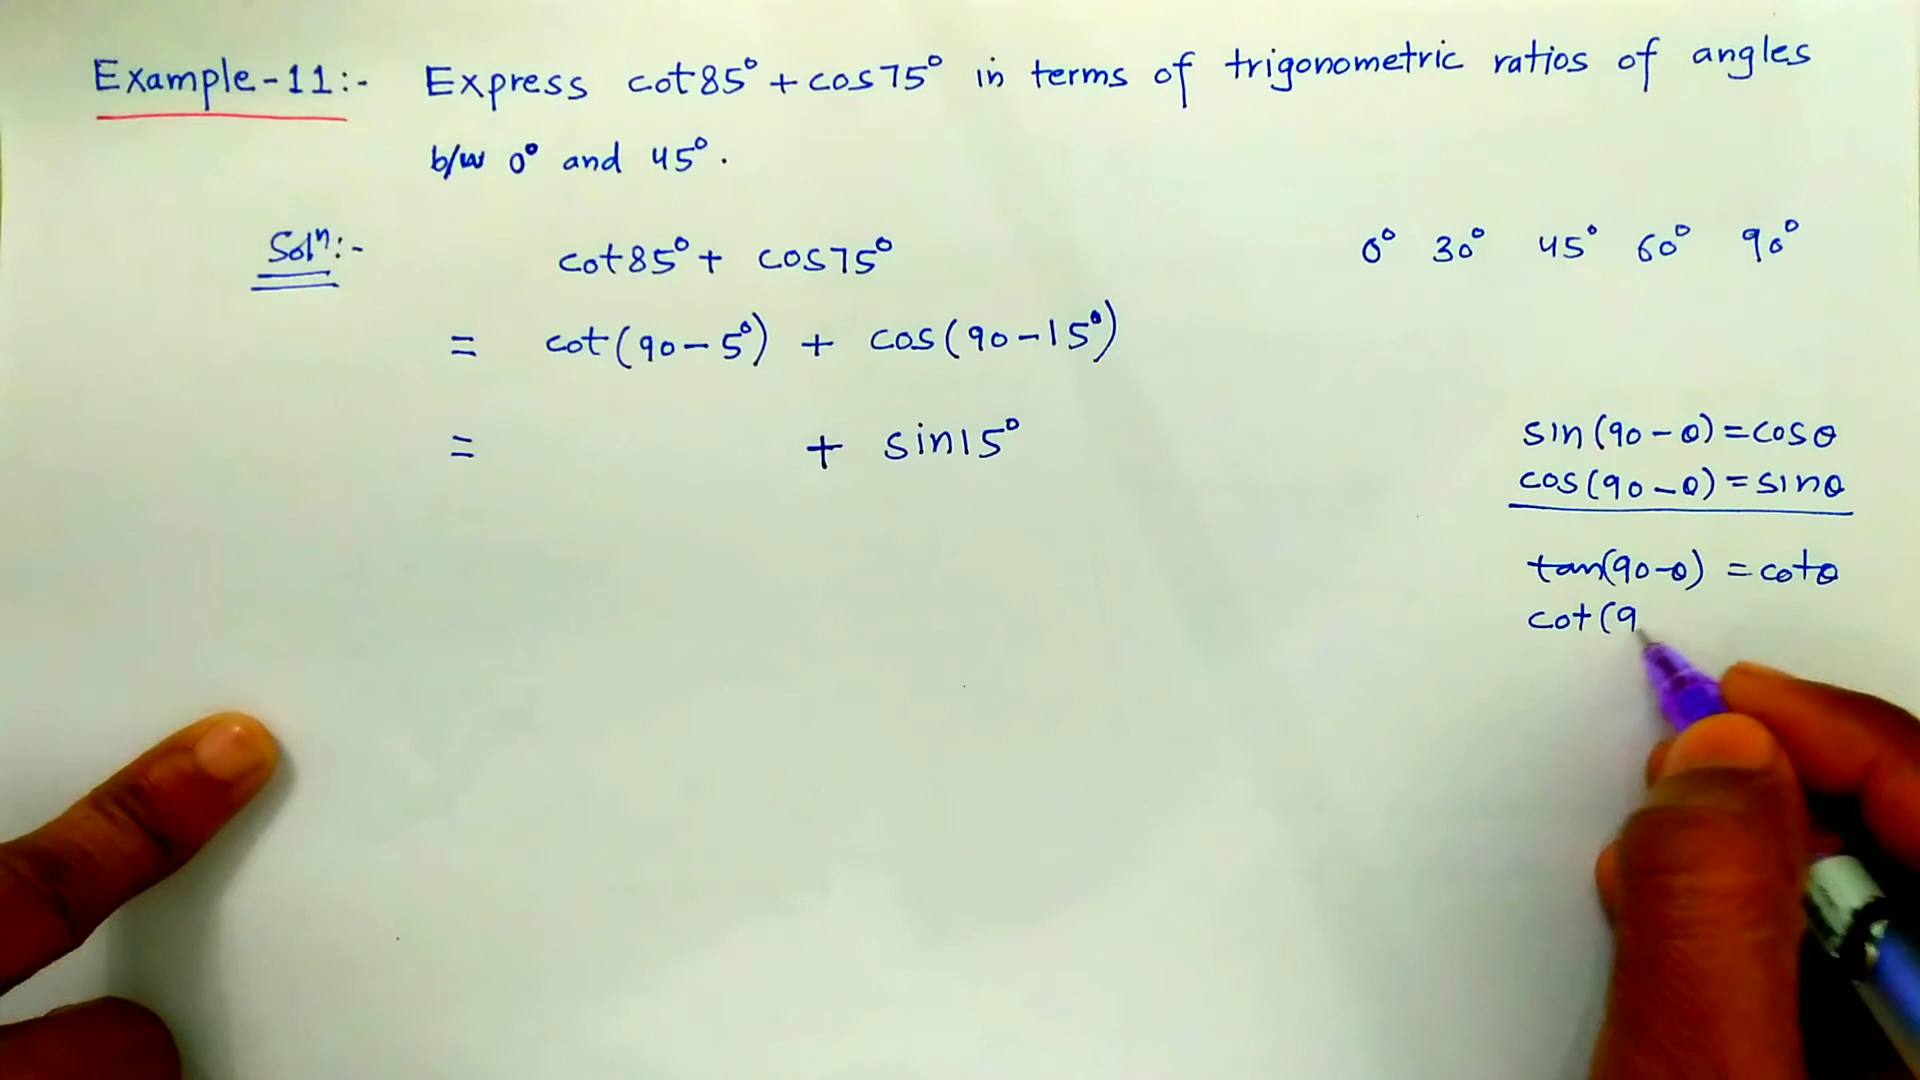 Example-11:- Express cot85° + cos75° in terms of trigonometric ratios of angles
b/w 0° and 45°.
Solⁿ:- cot85° + cos75°
0° 30° 45° 60° 90°
= cot(90-5°) + cos(90-15°)
= + sin15°
sin(90-θ)=cosθ
cos(90-θ)=sinθ
tan(90-θ) =cotθ
cot(9